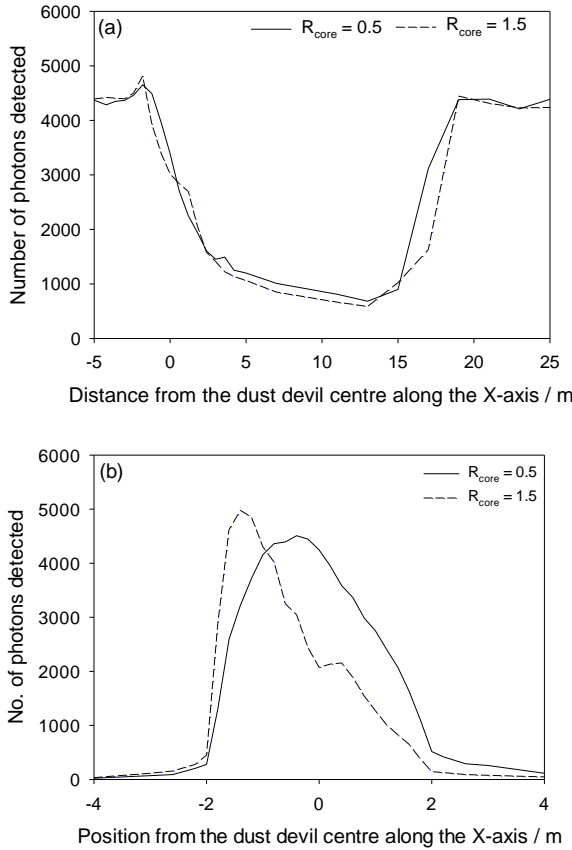 (a)
R_core = 0.5
R_core = 1.5
6000
5000
4000
3000
2000
1000
0
Number of photons detected
-5 0 5 10 15 20 25
Distance from the dust devil centre along the X-axis / m
(b)
R_core = 0.5
R_core = 1.5
6000
5000
4000
3000
2000
1000
0
No. of photons detected
-4 -2 0 2 4
Position from the dust devil centre along the X-axis / m